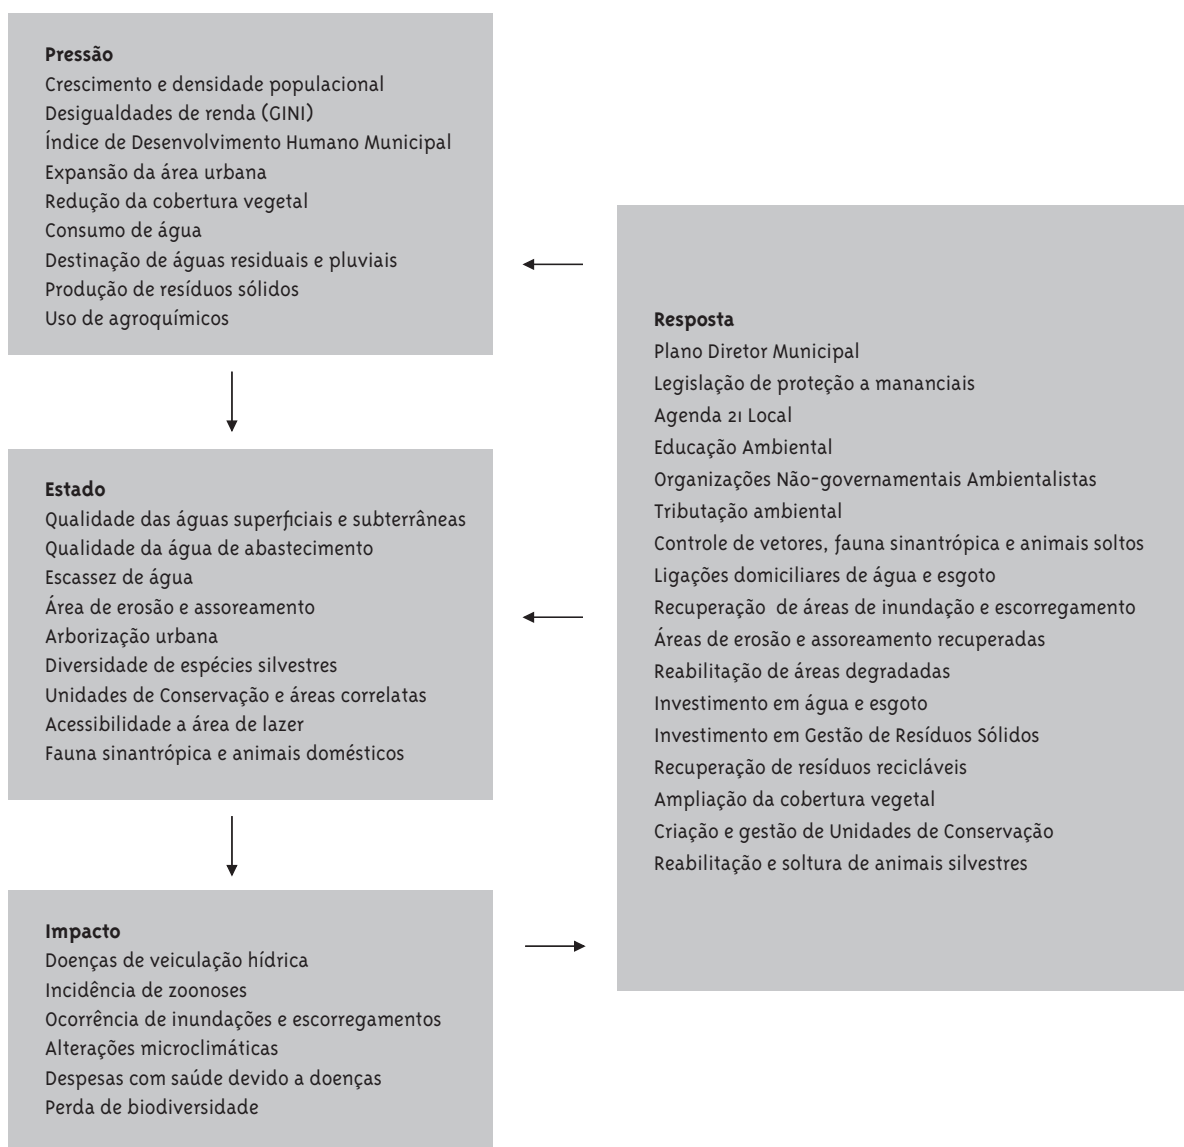 Pressão
Crescimento e densidade populacional
Desigualdades de renda (GINI)
Índice de Desenvolvimento Humano Municipal
Expansão da área urbana
Redução da cobertura vegetal
Consumo de água
Destinação de águas residuais e pluviais
Produção de resíduos sólidos
Uso de agroquímicos
Estado
Qualidade das águas superficiais e subterrâneas
Qualidade da água de abastecimento
Escassez de água
Área de erosão e assoreamento
Arborização urbana
Diversidade de espécies silvestres
Unidades de Conservação e áreas correlatas
Acessibilidade a área de lazer
Fauna sinantrópica e animais domésticos
Impacto
Doenças de veiculação hídrica
Incidência de zoonoses
Ocorrência de inundações e escorregamentos
Alterações microclimáticas
Despesas com saúde devido a doenças
Perda de biodiversidade
Resposta
Plano Diretor Municipal
Legislação de proteção a mananciais
Agenda 21 Local
Educação Ambiental
Organizações Não-governamentais Ambientalistas
Tributação ambiental
Controle de vetores, fauna sinantrópica e animais soltos
Ligações domiciliares de água e esgoto
Recuperação de áreas de inundação e escorregamento
Áreas de erosão e assoreamento recuperadas
Reabilitação de áreas degradadas
Investimento em água e esgoto
Investimento em Gestão de Resíduos Sólidos
Recuperação de resíduos recicláveis
Ampliação da cobertura vegetal
Criação e gestão de Unidades de Conservação
Reabilitação e soltura de animais silvestres